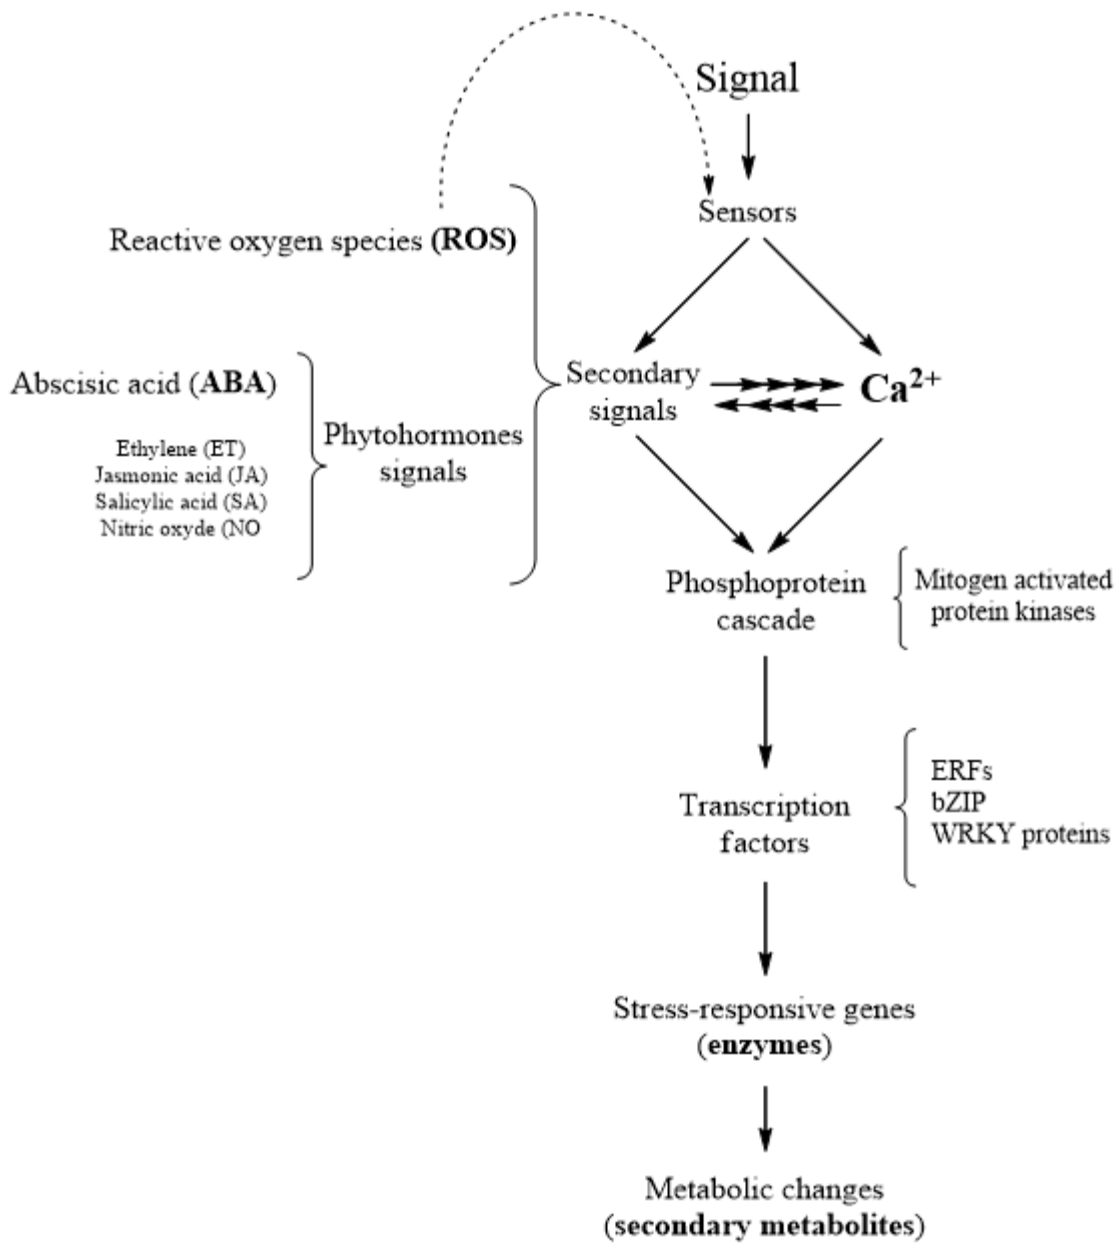 Signal
Sensors
Reactive oxygen species (ROS)
Abscisic acid (ABA)
Ethylene (ET)
Jasmonic acid (JA)
Salicylic acid (SA)
Nitric oxyde (NO
Phytohormones
signals
Secondary
signals
Ca²⁺
Phosphoprotein
cascade
Mitogen activated
protein kinases
Transcription
factors
ERFs
bZIP
WRKY proteins
Stress-responsive genes
(enzymes)
Metabolic changes
(secondary metabolites)